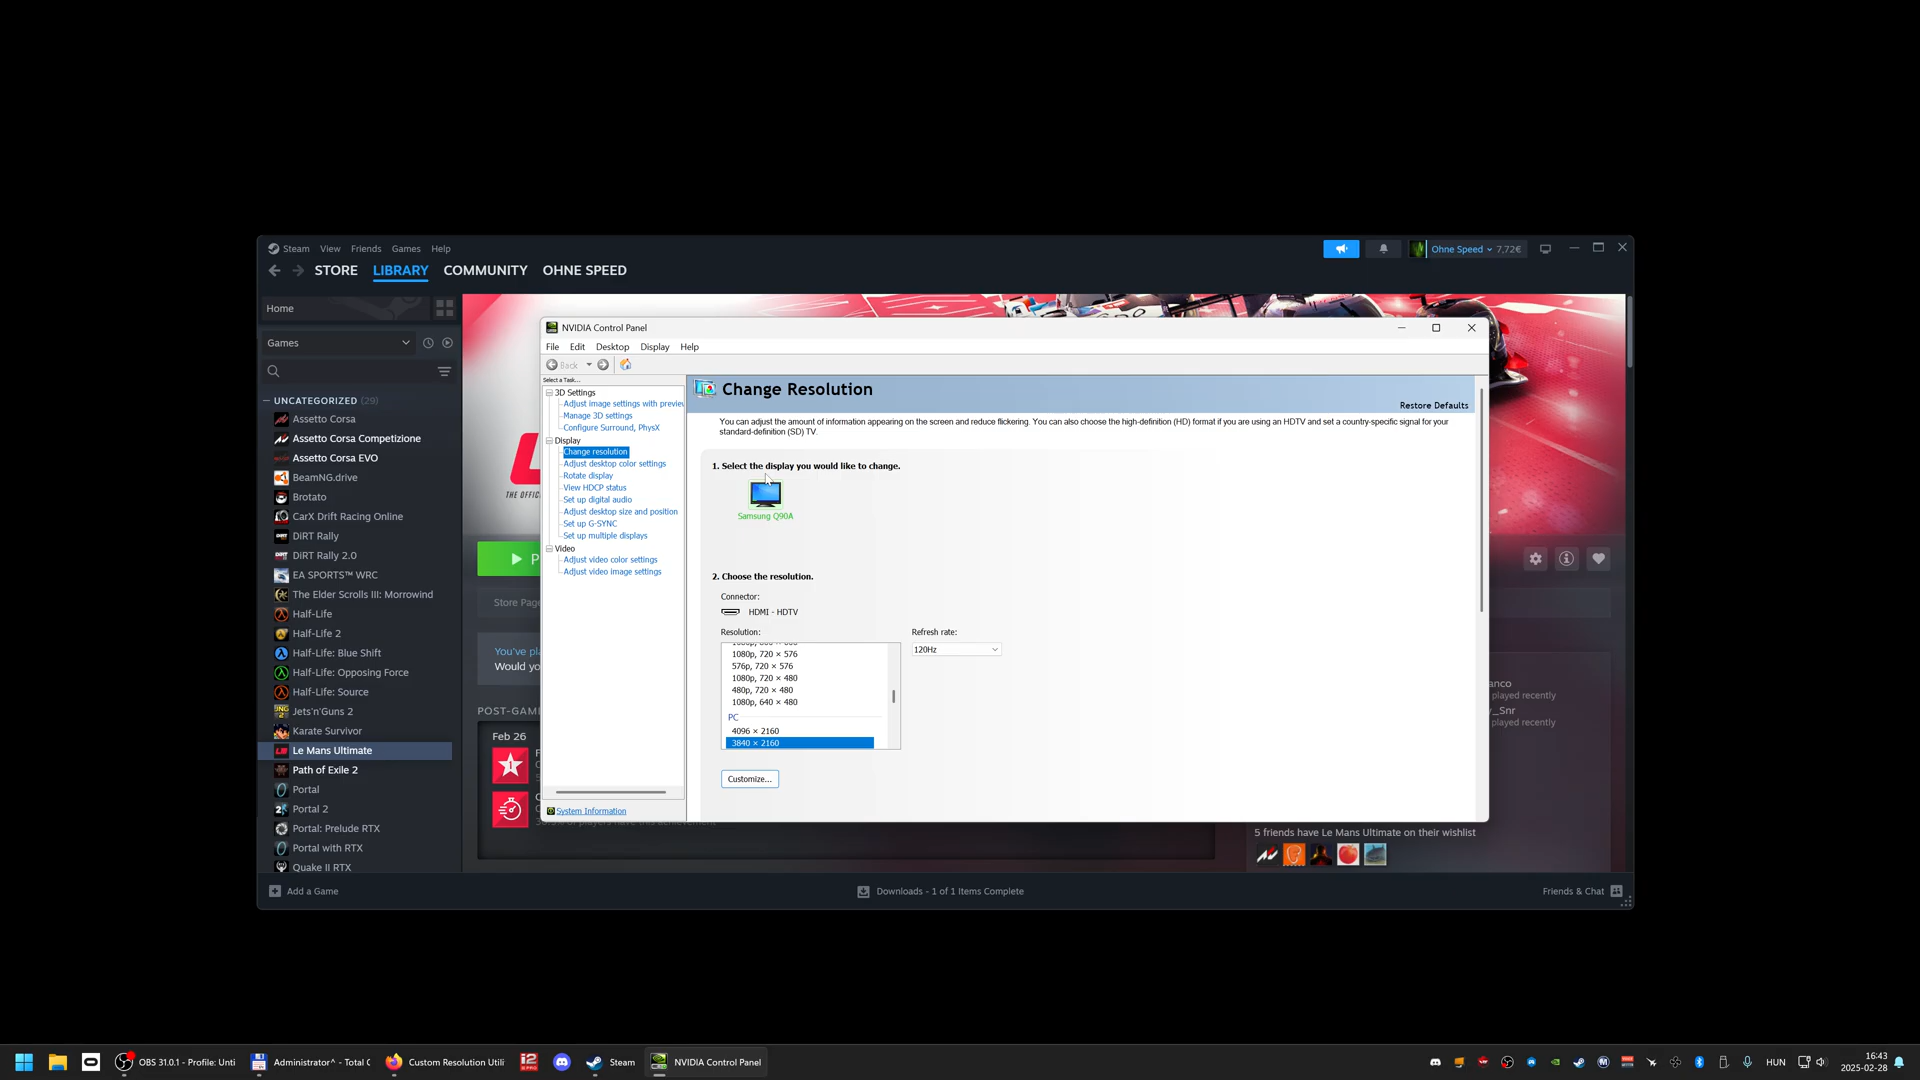 Steam View Friends Games Help
Ohne Speed 7,72€
STORE LIBRARY COMMUNITY OHNE SPEED
Home
Games
UNCATEGORIZED (29)
Assetto Corsa
Assetto Corsa Competizione
Assetto Corsa EVO
BeamNG.drive
Brotato
CarX Drift Racing Online
DiRT Rally
DiRT Rally 2.0
EA SPORTS™ WRC
The Elder Scrolls III: Morrowind
Half-Life
Half-Life 2
Half-Life: Blue Shift
Half-Life: Opposing Force
Half-Life: Source
Jets'n'Guns 2
Karate Survivor
Le Mans Ultimate
Path of Exile 2
Portal
Portal 2
Portal: Prelude RTX
Portal with RTX
Quake II RTX
THE OFFIC
P
Store Page
You've pla
Would yo
POST-GAM
Feb 26
NVIDIA Control Panel
File Edit Desktop Display Help
Back
Select a Task...
3D Settings
Adjust image settings with preview
Manage 3D settings
Configure Surround, PhysX
Display
Change resolution
Adjust desktop color settings
Rotate display
View HDCP status
Set up digital audio
Adjust desktop size and position
Set up G-SYNC
Set up multiple displays
Video
Adjust video color settings
Adjust video image settings
System Information
Change Resolution
Restore Defaults
You can adjust the amount of information appearing on the screen and reduce flickering. You can also choose the high-definition (HD) format if you are using an HDTV and set a country-specific signal for your
standard-definition (SD) TV.
1. Select the display you would like to change.
Samsung Q90A
2. Choose the resolution.
Connector:
HDMI - HDTV
Resolution:
Refresh rate:
120Hz
1080p, 720 × 576
576p, 720 × 576
1080p, 720 × 480
480p, 720 × 480
1080p, 640 × 480
PC
4096 × 2160
3840 × 2160
Customize...
anco
played recently
_Snr
played recently
5 friends have Le Mans Ultimate on their wishlist
Add a Game
Downloads - 1 of 1 Items Complete
Friends & Chat
OBS 31.0.1 - Profile: Unti
Administrator^ - Total C
Custom Resolution Utili
Steam
NVIDIA Control Panel
HUN
16:43
2025-02-28